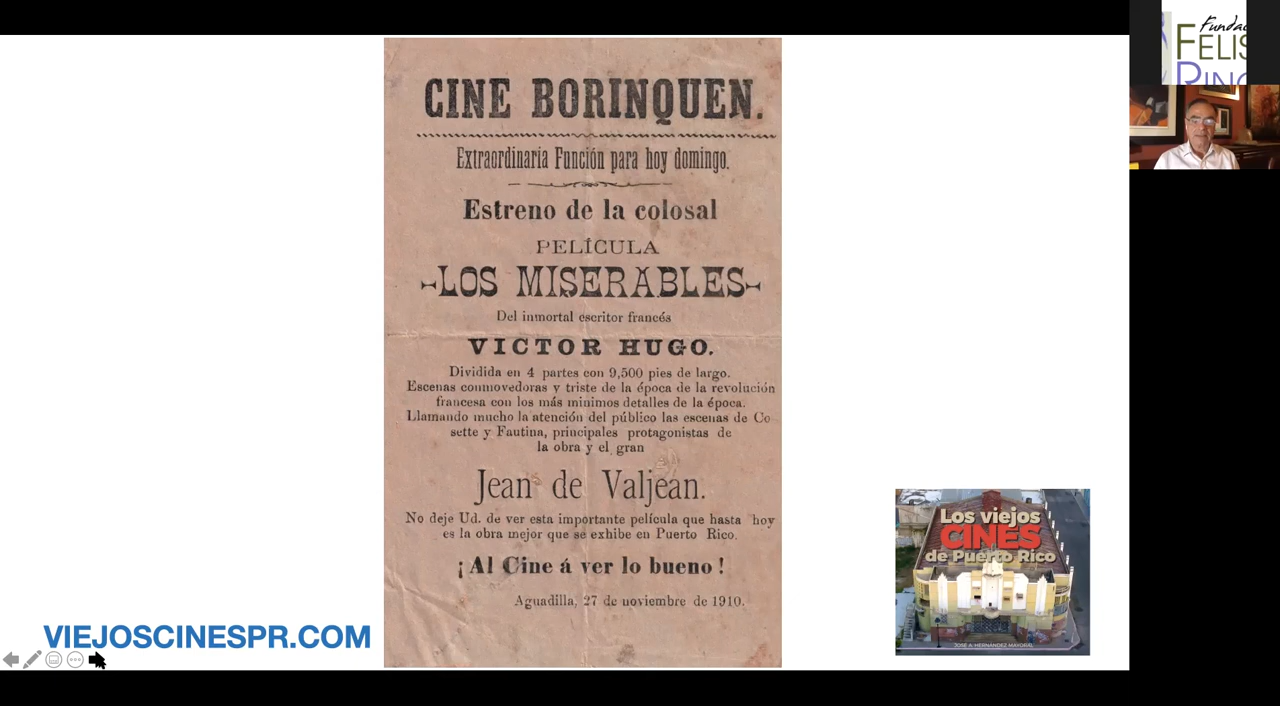 CINE BORINQUEN.
Extraordinaria Función para hoy domingo.
Estreno de la colosal
PELÍCULA
LOS MISERABLES
Del inmortal escritor francés
VICTOR HUGO.
Dividida en 4 partes con 9,500 pies de largo.
Escenas conmovedoras y triste de la época de la revolución
francesa con los más minimos detalles de la época.
Llamando mucho la atención del público las escenas de Co
sette y Fautina, principales protagonistas de
la obra y el gran
Jean de Valjean.
No deje Ud. de ver esta importante película que hasta hoy
es la obra mejor que se exhibe en Puerto Rico.
¡Al Cine á ver lo bueno!
Aguadilla, 27 de noviembre de 1910.
VIEJOSCINESPR.COM
Los viejos
CINES
de Puerto Rico
JOSÉ A. HERNÁNDEZ MAYORAL
Fundac
FELIS
RINC